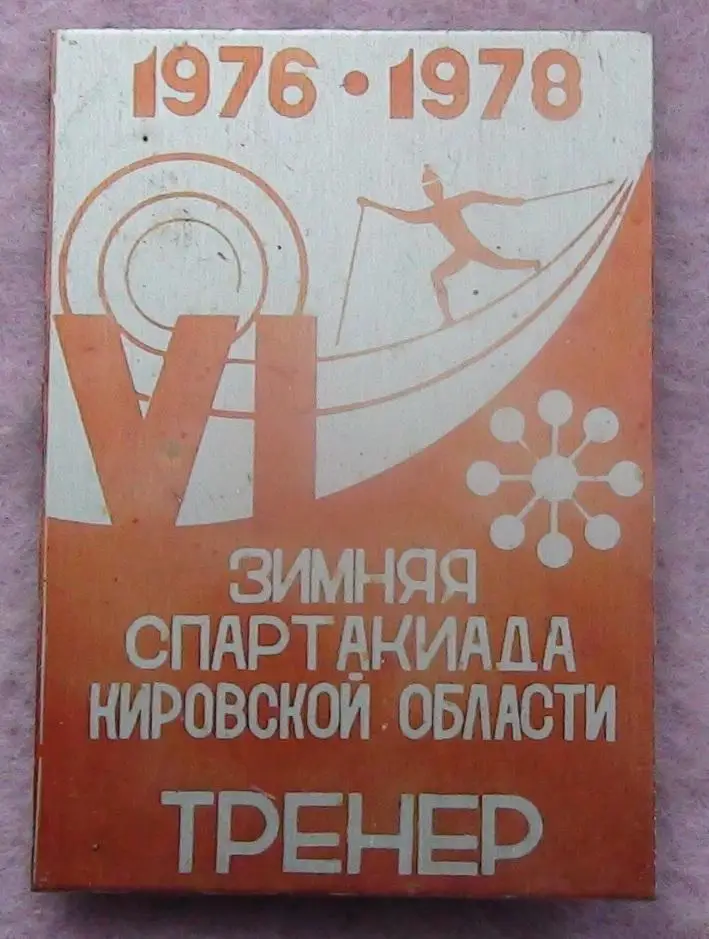 1976 • 1978
VI
ЗИМНЯЯ
СПАРТАКИАДА
КИРОВСКОЙ ОБЛАСТИ
ТРЕНЕР